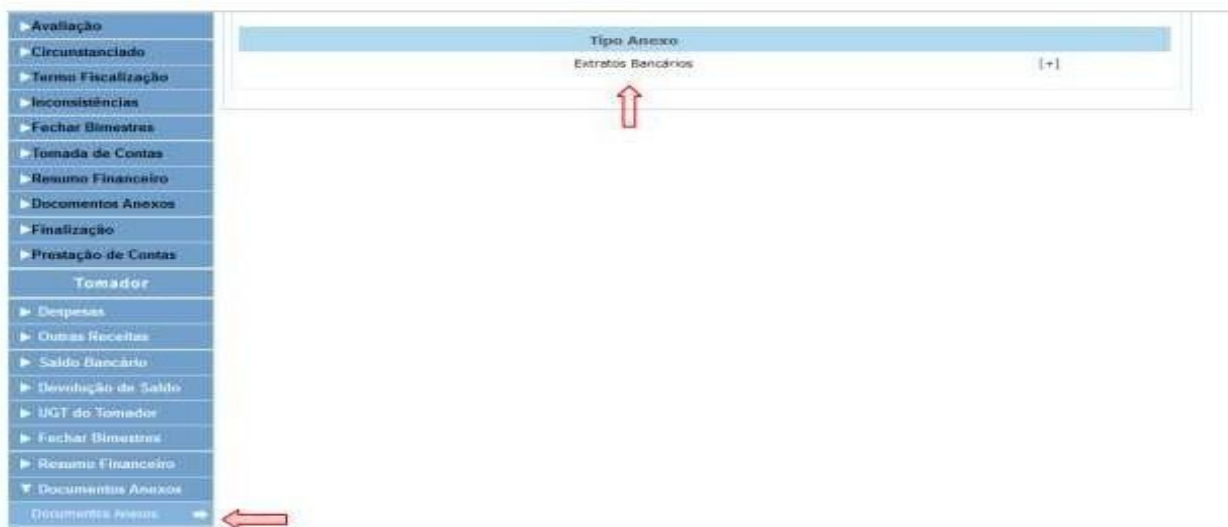 Avaliação
Circunstanciado
Termo Fiscalização
Inconsistências
Fechar Bimestres
Tomada de Contas
Resumo Financeiro
Documentos Anexos
Finalização
Prestação de Contas
Tomador
Despesas
Outras Receitas
Saldo Bancário
Devolução de Saldo
UGT do Tomador
Fechar Bimestres
Resumo Financeiro
Documentos Anexos
Documentos Anexos
Tipo Anexo
Extratos Bancários [+]